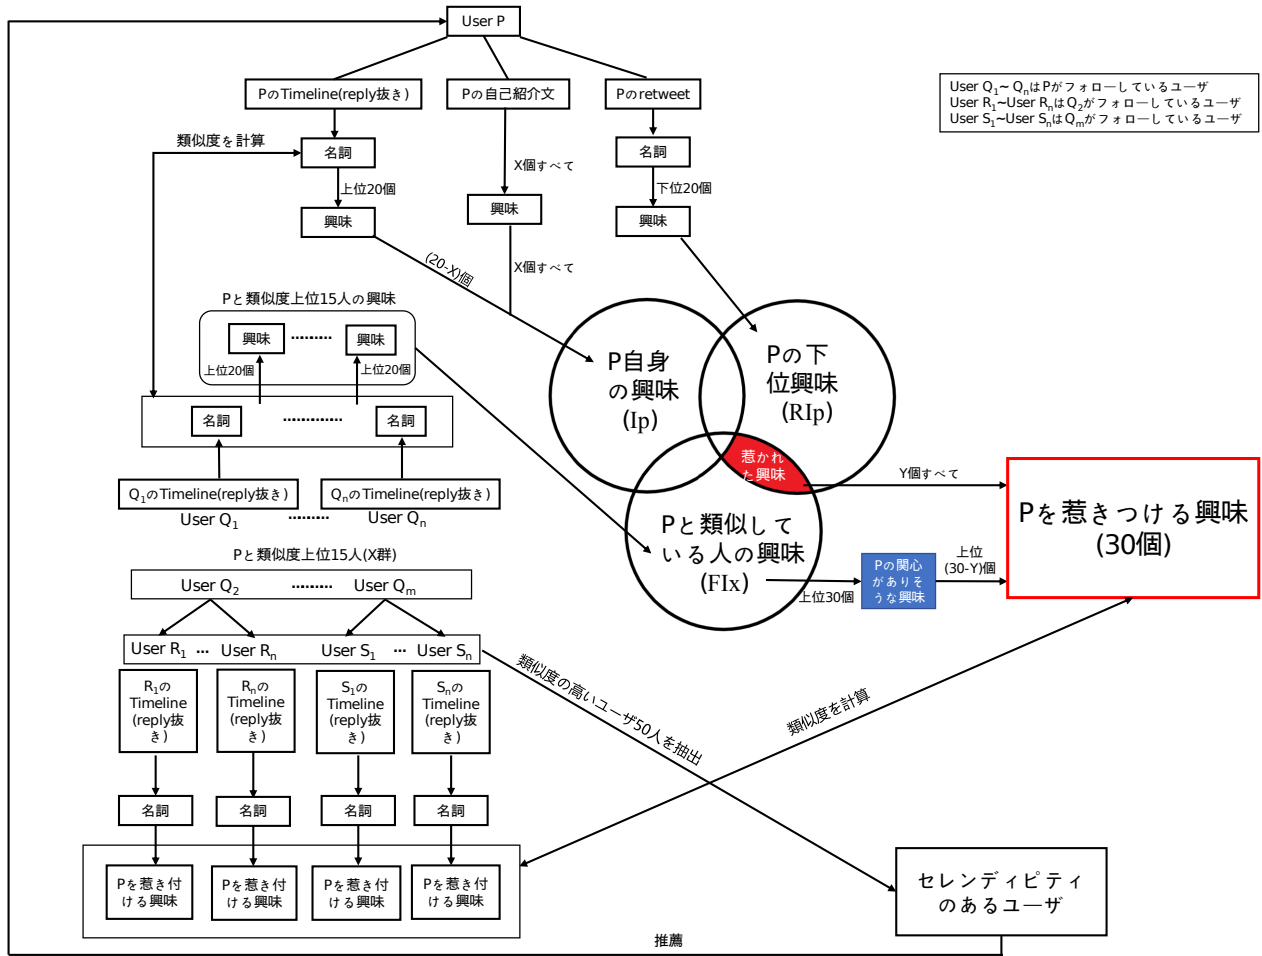 User P
PのTimeline(reply抜き)
Pの自己紹介文
Pのretweet
User Q1~ QnはPがフォローしているユーザ
User R1~User RnはQ2がフォローしているユーザ
User S1~User SnはQmがフォローしているユーザ
類似度を計算
名詞
名詞
X個すべて
上位20個
下位20個
興味
興味
興味
(20-X)個
X個すべて
Pと類似度上位15人の興味
興味
………
興味
上位20個
上位20個
名詞
…………
名詞
Q1のTimeline(reply抜き)
QnのTimeline(reply抜き)
User Q1
………
User Qn
P自身
の興味
(Ip)
Pの下
位興味
(RIp)
惹かれ
た興味
Pと類似して
いる人の興味
(FIx)
Y個すべて
上位30個
Pの関心
がありそ
うな興味
上位
(30-Y)個
Pを惹きつける興味
(30個)
Pと類似度上位15人(X群)
User Q2
………
User Qm
User R1
…
User Rn
User S1
…
User Sn
R1の
Timeline
(reply抜
き)
Rnの
Timeline
(reply抜
き)
S1の
Timeline
(reply抜
き)
Snの
Timeline
(reply抜
き)
名詞
名詞
名詞
名詞
Pを惹き付
ける興味
Pを惹き付
ける興味
Pを惹き付
ける興味
Pを惹き付
ける興味
類似度の高いユーザ50人を抽出
類似度を計算
セレンディピティ
のあるユーザ
推薦